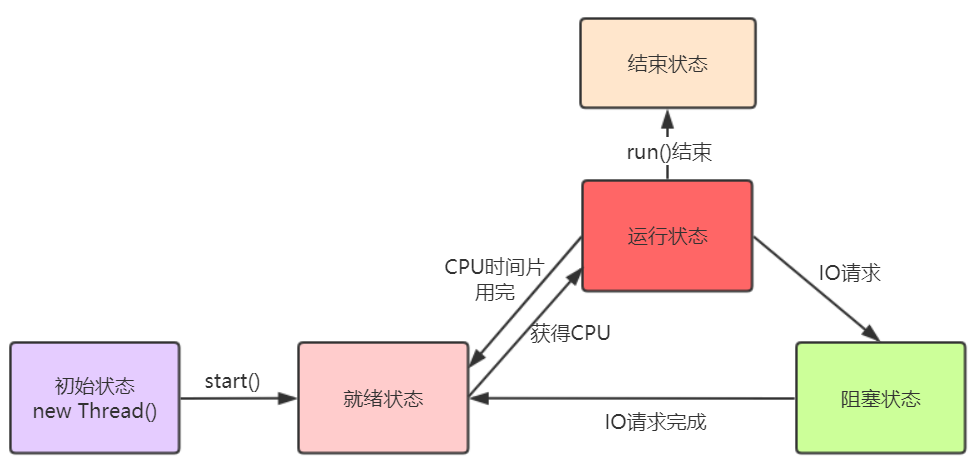 结束状态
run()结束
运行状态
CPU时间片
用完
IO请求
获得CPU
初始状态
new Thread()
start()
就绪状态
IO请求完成
阻塞状态